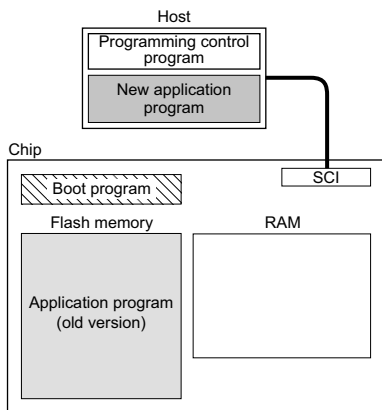 Host
Programming control
program
New application
program
Chip
SCI
Boot program
Flash memory
RAM
Application program
(old version)